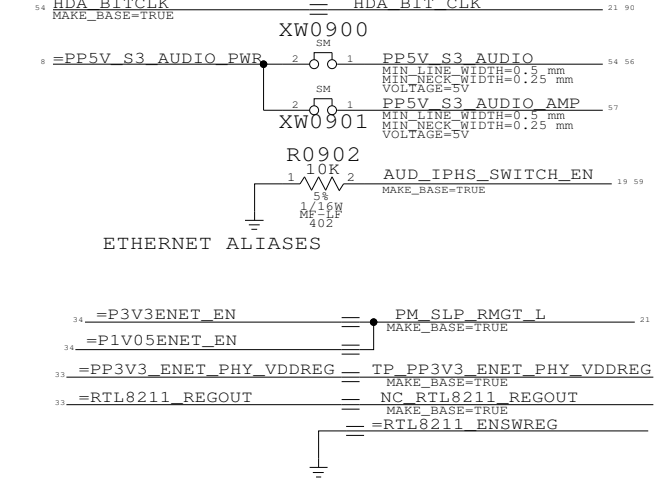 54 HDA_BITCLK HDA_BIT_CLK 21 90
MAKE_BASE=TRUE
XW0900
SM
8 =PP5V_S3_AUDIO_PWR 2 1 PP5V_S3_AUDIO 54 56
MIN_LINE_WIDTH=0.5 mm
MIN_NECK_WIDTH=0.25 mm
VOLTAGE=5V
SM
2 1 PP5V_S3_AUDIO_AMP 57
XW0901
MIN_LINE_WIDTH=0.5 mm
MIN_NECK_WIDTH=0.25 mm
VOLTAGE=5V
R0902
10K
1 2 AUD_IPHS_SWITCH_EN 19 59
MAKE_BASE=TRUE
5%
1/16W
MF-LF
402
ETHERNET ALIASES
34 =P3V3ENET_EN PM_SLP_RMGT_L 21
MAKE_BASE=TRUE
34 =P1V05ENET_EN
33 =PP3V3_ENET_PHY_VDDREG TP_PP3V3_ENET_PHY_VDDREG
MAKE_BASE=TRUE
33 =RTL8211_REGOUT NC_RTL8211_REGOUT
MAKE_BASE=TRUE
=RTL8211_ENSWREG